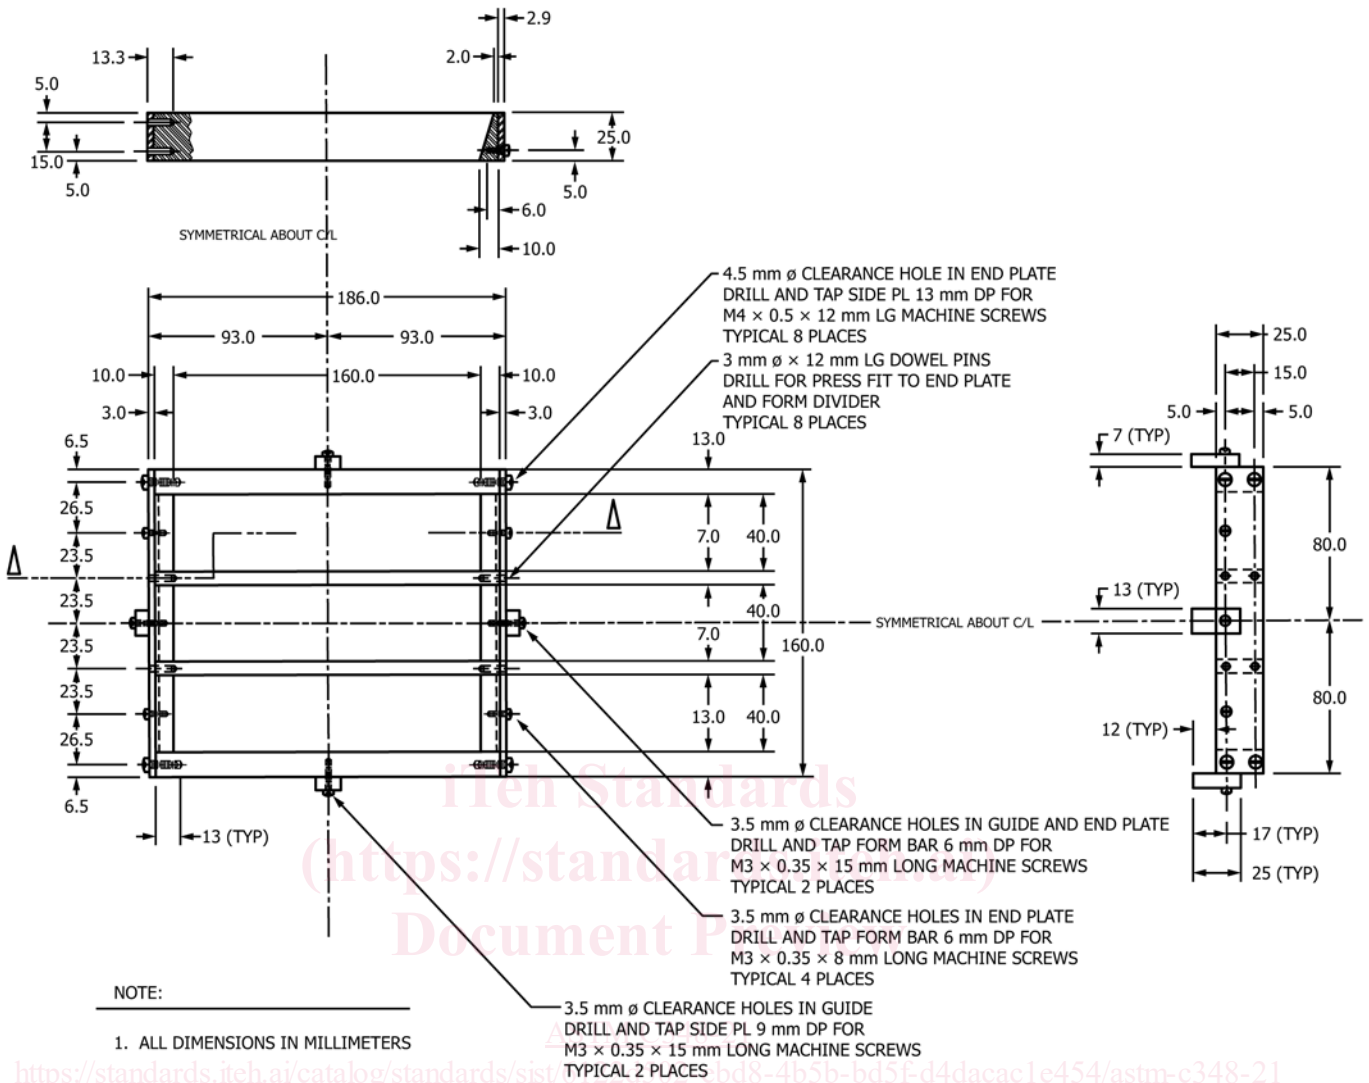 2.9
13.3
2.0
5.0
25.0
15.0
5.0
5.0
6.0
SYMMETRICAL ABOUT C/L
10.0
4.5 mm ø CLEARANCE HOLE IN END PLATE
DRILL AND TAP SIDE PL 13 mm DP FOR
M4 × 0.5 × 12 mm LG MACHINE SCREWS
TYPICAL 8 PLACES
186.0
93.0 93.0
25.0
3 mm ø × 12 mm LG DOWEL PINS
DRILL FOR PRESS FIT TO END PLATE
AND FORM DIVIDER
TYPICAL 8 PLACES
10.0 160.0 10.0
15.0
3.0 3.0
5.0 5.0
6.5 13.0
7 (TYP)
26.5
23.5
7.0 40.0
80.0
23.5
13 (TYP)
40.0
SYMMETRICAL ABOUT C/L
23.5
7.0
160.0
23.5
80.0
26.5
13.0 40.0
12 (TYP)
6.5
13 (TYP)
17 (TYP)
25 (TYP)
3.5 mm ø CLEARANCE HOLES IN GUIDE AND END PLATE
DRILL AND TAP FORM BAR 6 mm DP FOR
M3 × 0.35 × 15 mm LONG MACHINE SCREWS
TYPICAL 2 PLACES
3.5 mm ø CLEARANCE HOLES IN END PLATE
DRILL AND TAP FORM BAR 6 mm DP FOR
M3 × 0.35 × 8 mm LONG MACHINE SCREWS
TYPICAL 4 PLACES
3.5 mm ø CLEARANCE HOLES IN GUIDE
DRILL AND TAP SIDE PL 9 mm DP FOR
M3 × 0.35 × 15 mm LONG MACHINE SCREWS
TYPICAL 2 PLACES
NOTE:
1. ALL DIMENSIONS IN MILLIMETERS
iTeh Standards
(https://standards.iteh.ai)
Document Preview